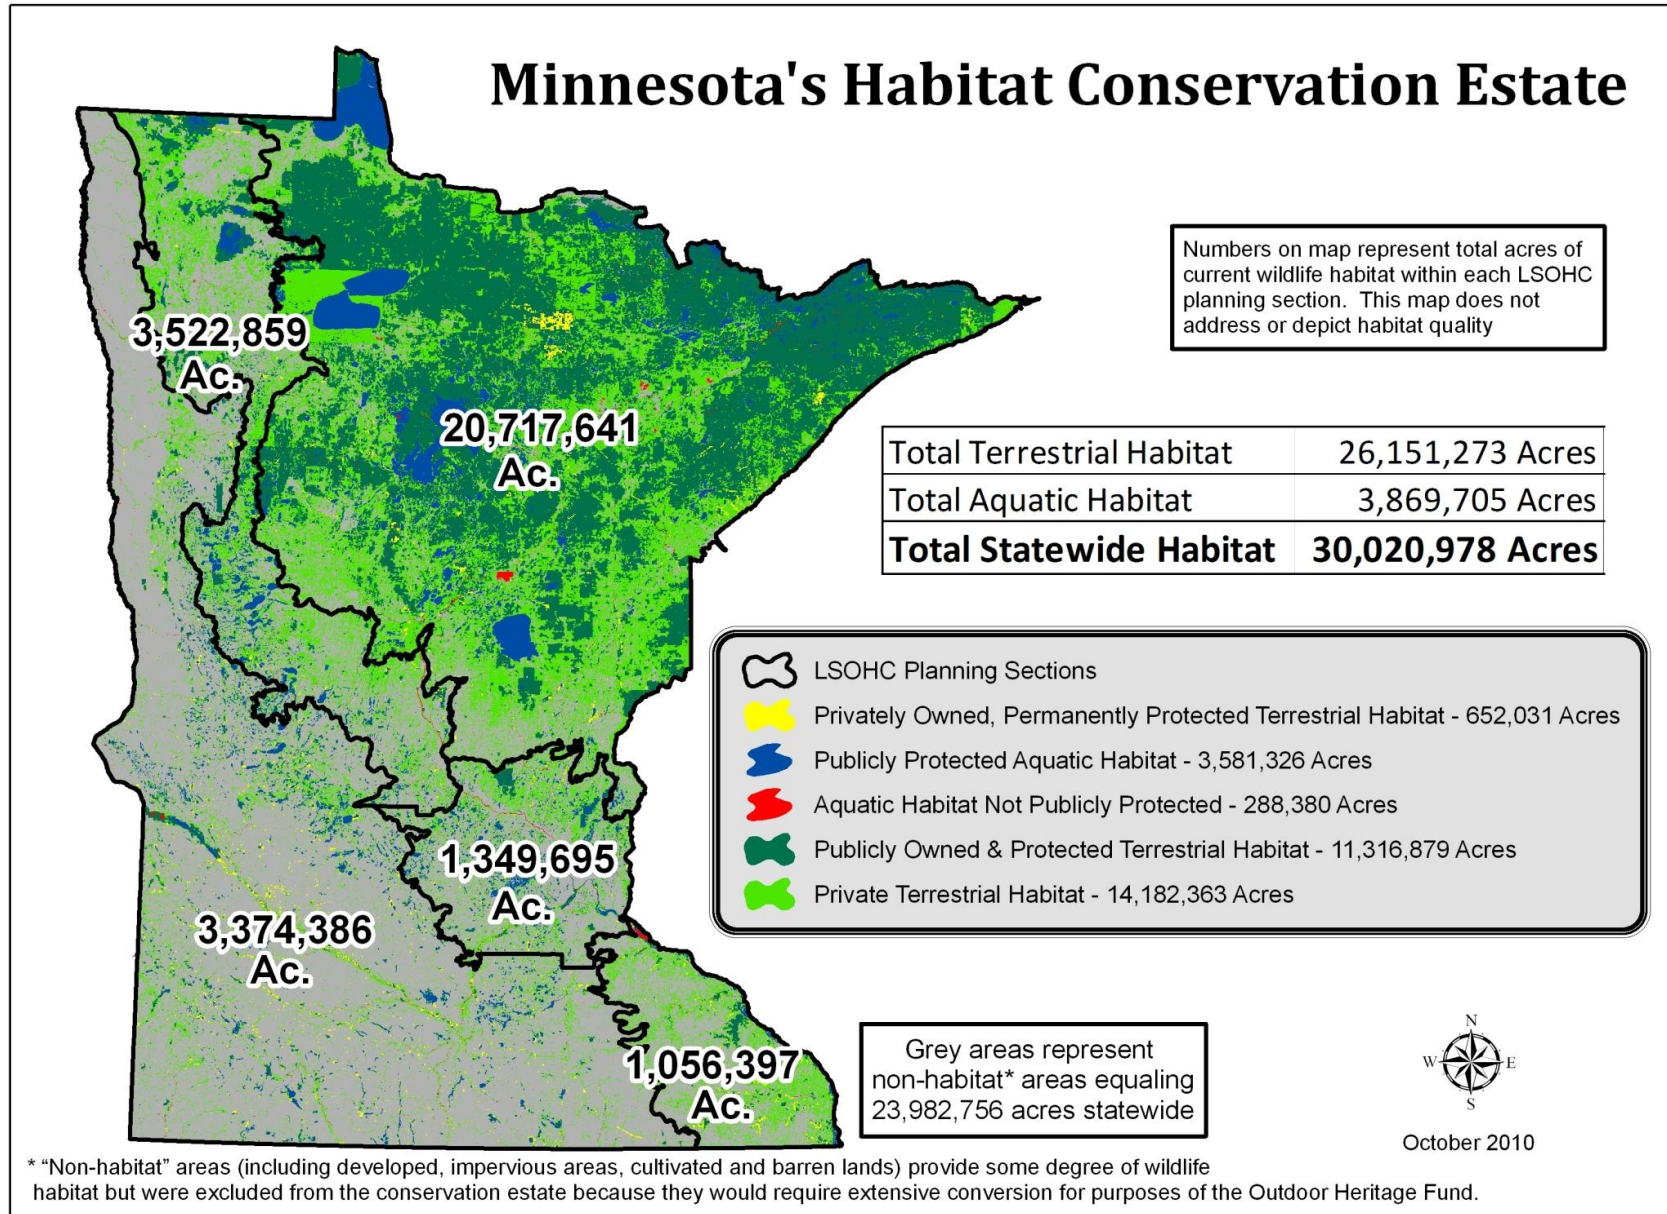 Minnesota's Habitat Conservation Estate
Numbers on map represent total acres of
current wildlife habitat within each LSOHC
planning section. This map does not
address or depict habitat quality
3,522,859
Ac.
20,717,641
Ac.
Total Terrestrial Habitat 26,151,273 Acres
Total Aquatic Habitat 3,869,705 Acres
Total Statewide Habitat 30,020,978 Acres
LSOHC Planning Sections
Privately Owned, Permanently Protected Terrestrial Habitat - 652,031 Acres
Publicly Protected Aquatic Habitat - 3,581,326 Acres
Aquatic Habitat Not Publicly Protected - 288,380 Acres
Publicly Owned & Protected Terrestrial Habitat - 11,316,879 Acres
Private Terrestrial Habitat - 14,182,363 Acres
1,349,695
Ac.
3,374,386
Ac.
1,056,397
Ac.
Grey areas represent
non-habitat* areas equaling
23,982,756 acres statewide
N
W E
S
October 2010
* "Non-habitat" areas (including developed, impervious areas, cultivated and barren lands) provide some degree of wildlife
habitat but were excluded from the conservation estate because they would require extensive conversion for purposes of the Outdoor Heritage Fund.